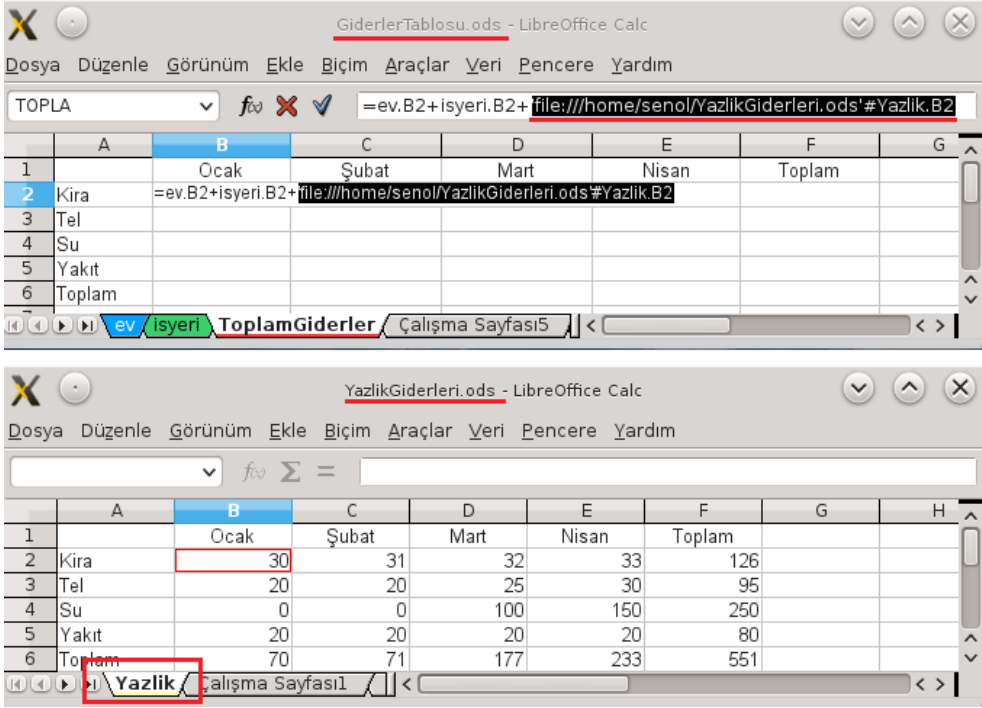 GiderlerTablosu.ods - LibreOffice Calc
Dosya Düzenle Görünüm Ekle Biçim Araçlar Veri Pencere Yardım
TOPLA f(x) =ev.B2+isyeri.B2+'file:///home/senol/YazlikGiderleri.ods'#Yazlik.B2
A B C D E F G
1 Ocak Şubat Mart Nisan Toplam
2 Kira =ev.B2+isyeri.B2+'file:///home/senol/YazlikGiderleri.ods'#Yazlik.B2
3 Tel
4 Su
5 Yakıt
6 Toplam
ev isyeri ToplamGiderler Çalışma Sayfası5
YazlikGiderleri.ods - LibreOffice Calc
Dosya Düzenle Görünüm Ekle Biçim Araçlar Veri Pencere Yardım
f(x) Σ =
A B C D E F G H
1 Ocak Şubat Mart Nisan Toplam
2 Kira 30 31 32 33 126
3 Tel 20 20 25 30 95
4 Su 0 0 100 150 250
5 Yakıt 20 20 20 20 80
6 Toplam 70 71 177 233 551
Yazlik Çalışma Sayfası1